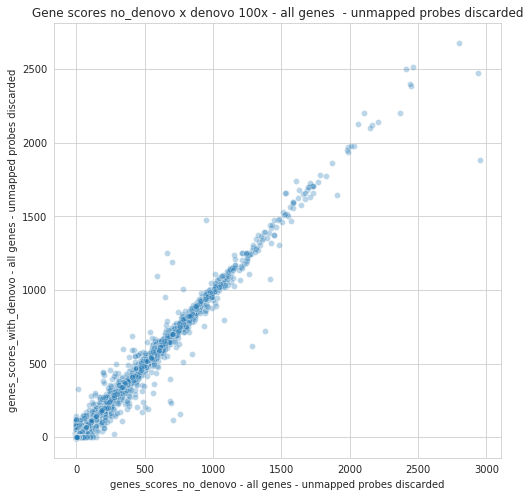 Gene scores no_denovo x denovo 100x - all genes  - unmapped probes discarded
genes_scores_with_denovo - all genes - unmapped probes discarded
2500
2000
1500
1000
500
0
0 500 1000 1500 2000 2500 3000
genes_scores_no_denovo - all genes - unmapped probes discarded